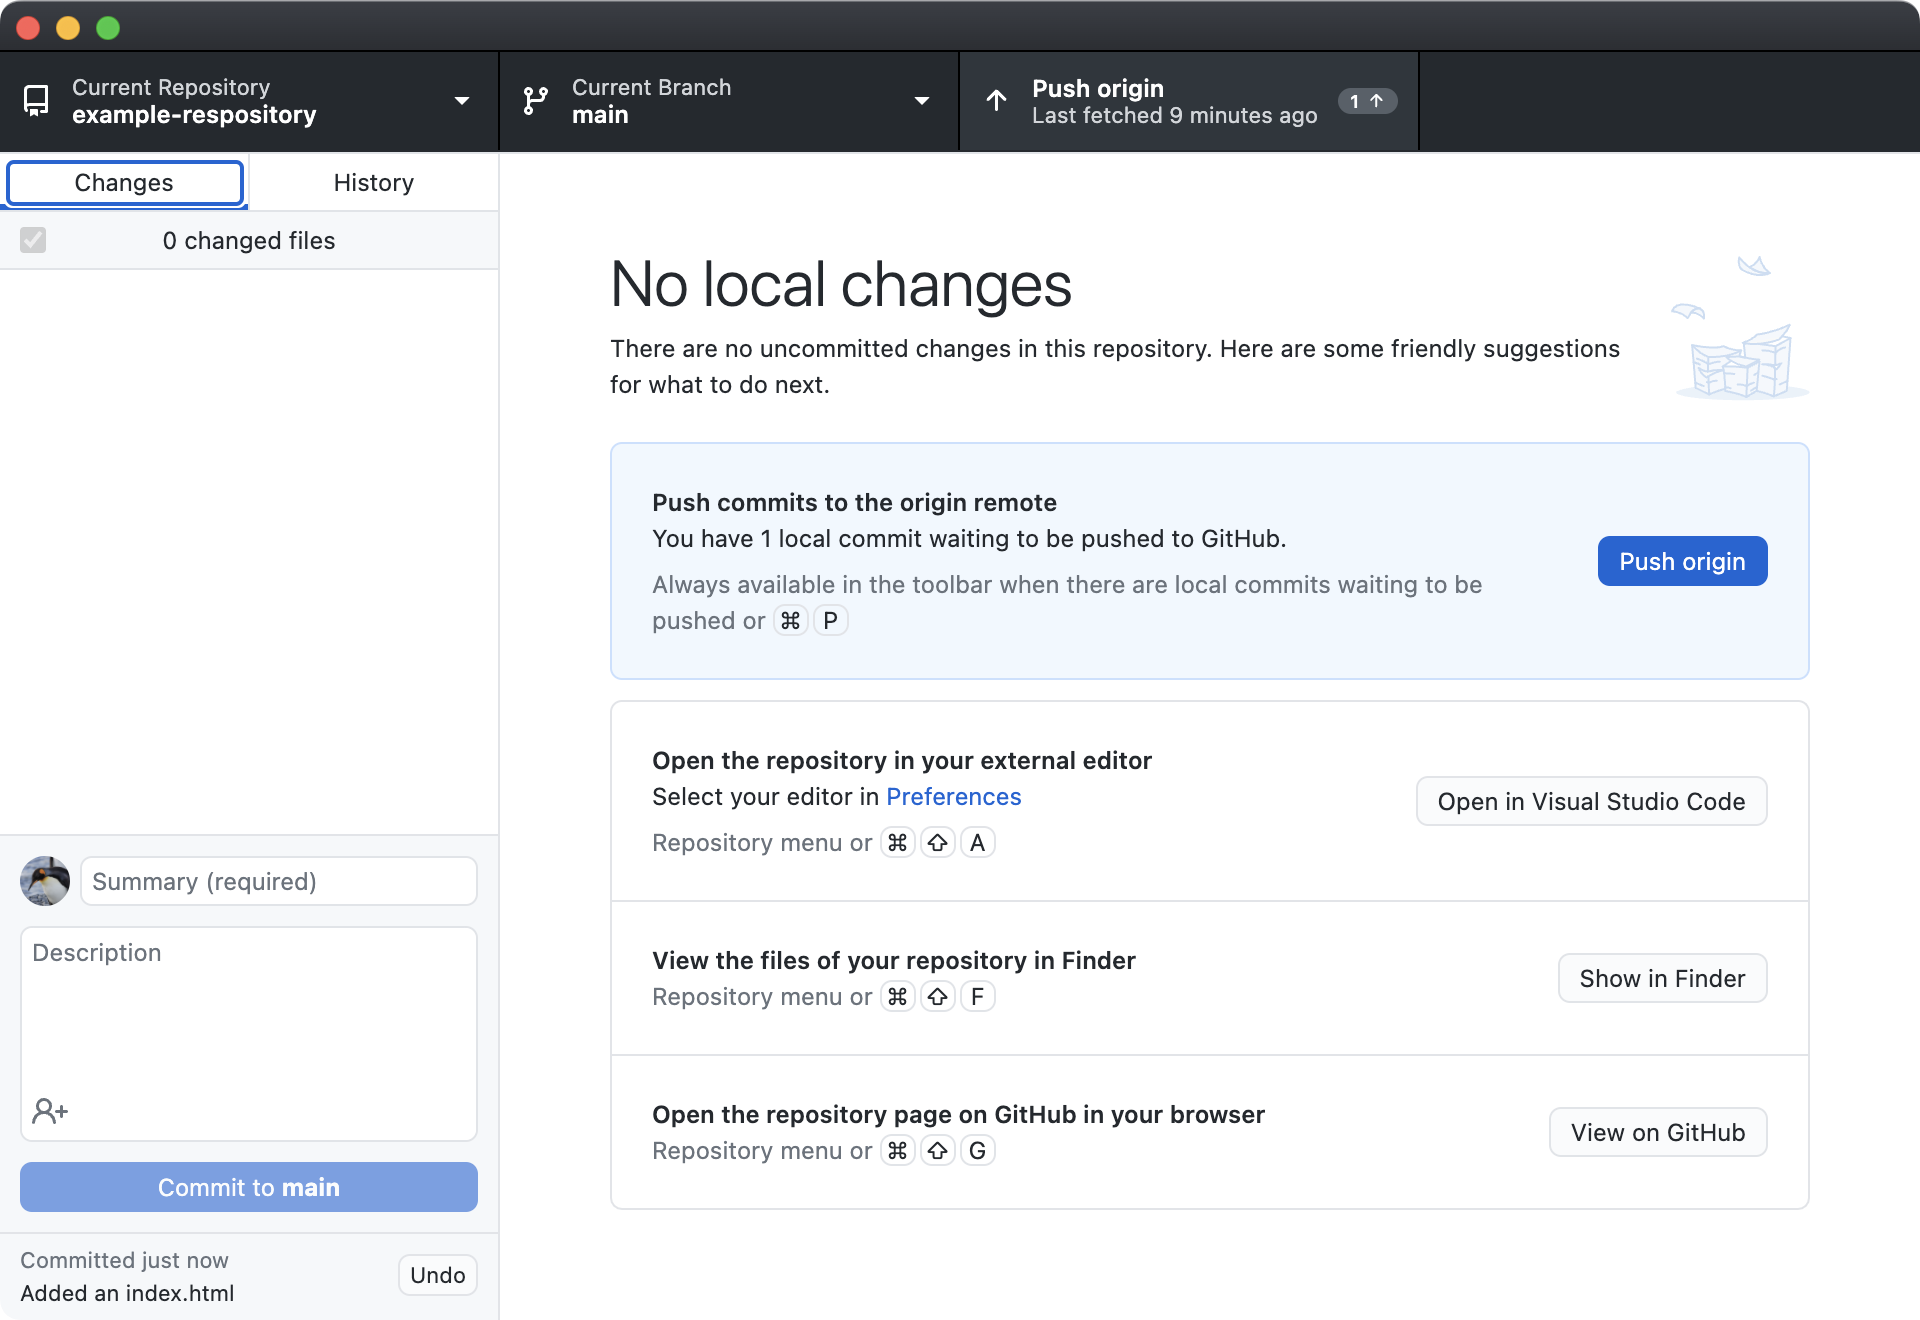 Current Repository
example-respository
Current Branch
main
Push origin
Last fetched 9 minutes ago
1 ↑
Changes
History
0 changed files
No local changes
There are no uncommitted changes in this repository. Here are some friendly suggestions
for what to do next.
Push commits to the origin remote
You have 1 local commit waiting to be pushed to GitHub.
Always available in the toolbar when there are local commits waiting to be
pushed or ⌘ P
Push origin
Open the repository in your external editor
Select your editor in Preferences
Repository menu or ⌘ ⇧ A
Open in Visual Studio Code
View the files of your repository in Finder
Repository menu or ⌘ ⇧ F
Show in Finder
Open the repository page on GitHub in your browser
Repository menu or ⌘ ⇧ G
View on GitHub
Summary (required)
Description
Commit to main
Committed just now
Added an index.html
Undo